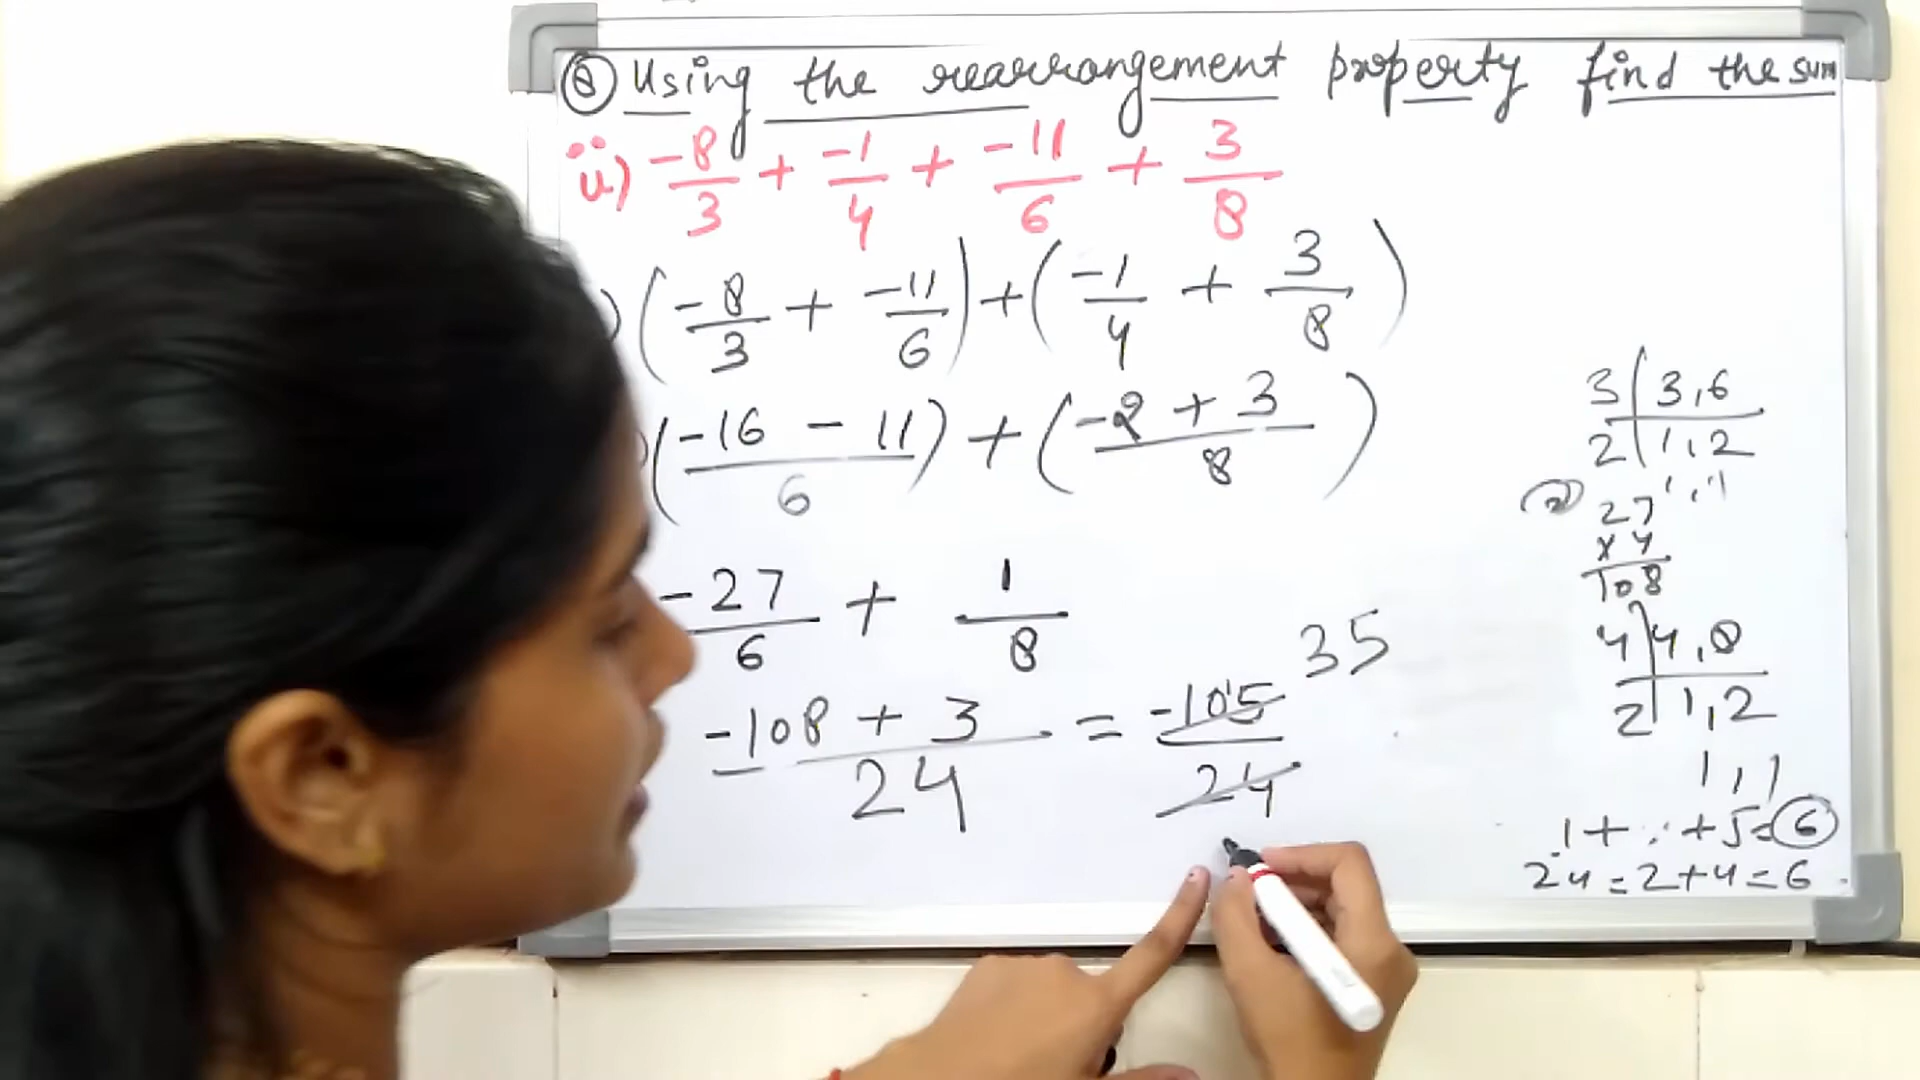 Q Using the rearrangement property find the sum
ii) -8/3 + -1/4 + -11/6 + 3/8
(-8/3 + -11/6) + (-1/4 + 3/8)
(-16 - 11)/6 + (-2 + 3)/8
-27/6 + 1/8
(-108 + 3)/24 = -105/24 35
3 | 3,6
2 | 1,2
1,1
27
x 4
108
4 | 4,8
2 | 1,2
1,1
1+ +5=6
24=2+4=6